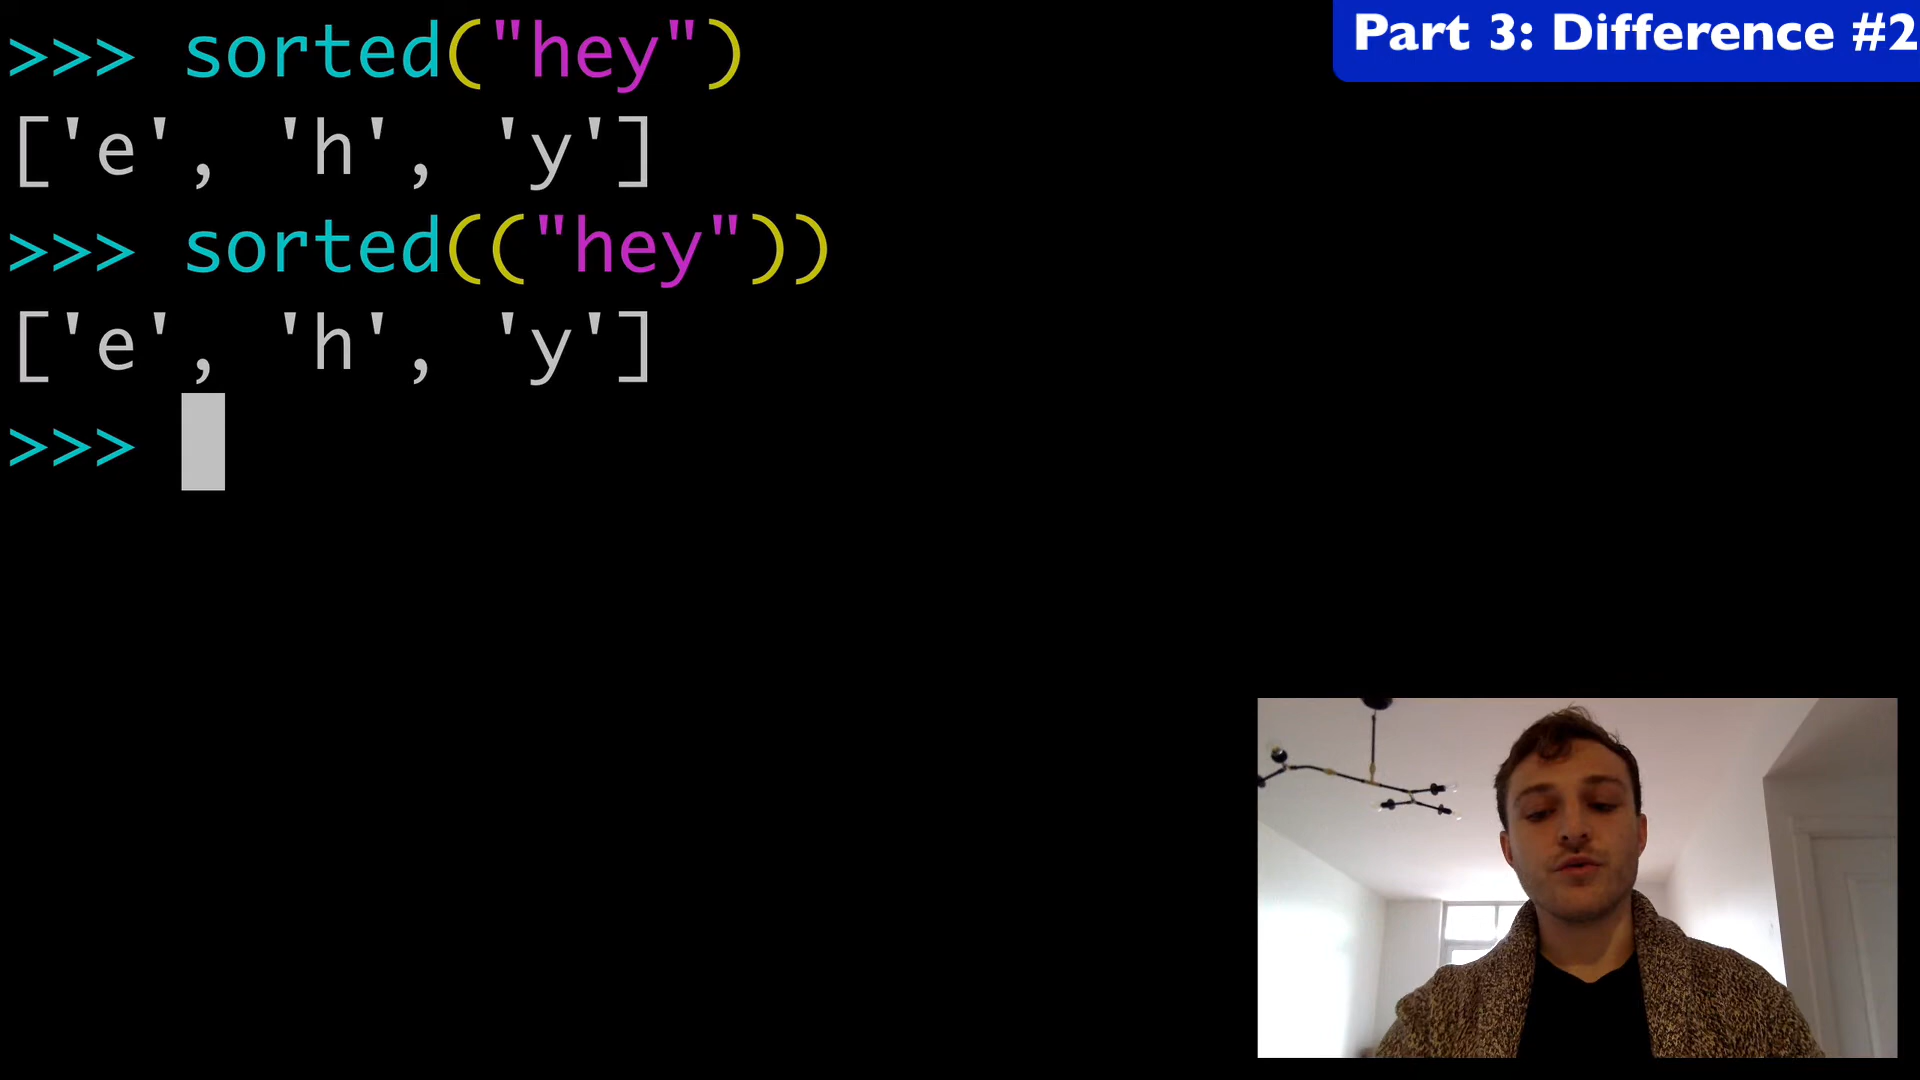 >>> sorted("hey")
Part 3: Difference #2
['e', 'h', 'y']
>>> sorted(("hey"))
['e', 'h', 'y']
>>>